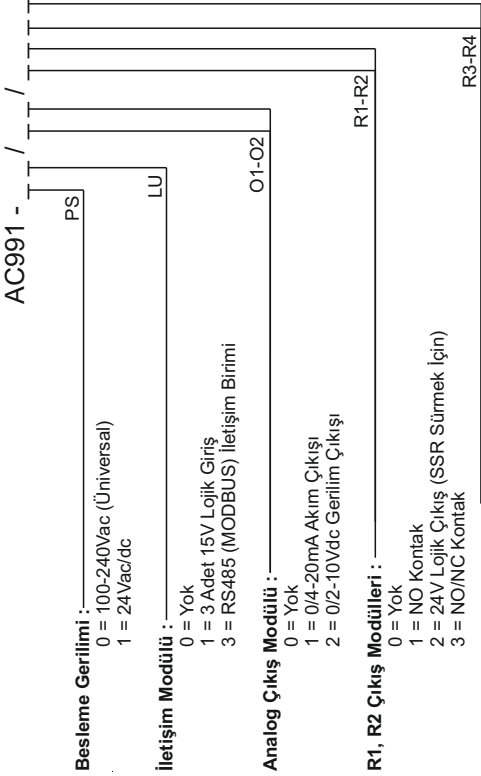 AC991 - / /
PS
Besleme Gerilimi :
0 = 100-240Vac (Üniversal)
1 = 24Vac/dc
LU
İletişim Modülü :
0 = Yok
1 = 3 Adet 15V Lojik Giriş
3 = RS485 (MODBUS) İletişim Birimi
O1-O2
Analog Çıkış Modülü :
0 = Yok
1 = 0/4-20mA Akım Çıkışı
2 = 0/2-10Vdc Gerilim Çıkışı
R1-R2
R1, R2 Çıkış Modülleri :
0 = Yok
1 = NO Kontak
2 = 24V Lojik Çıkış (SSR Sürmek İçin)
3 = NO/NC Kontak
R3-R4